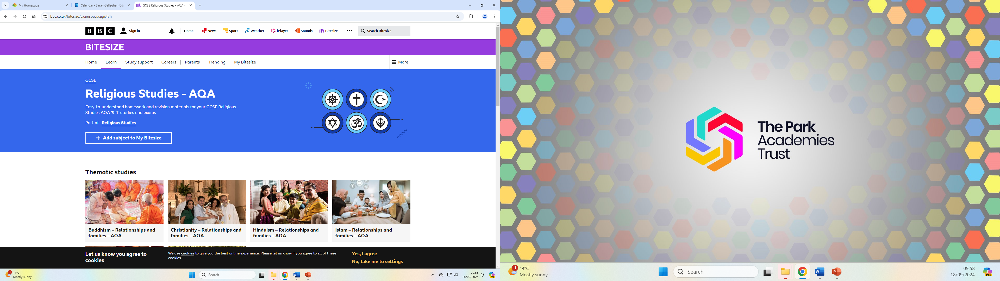 My Homepage
Calendar - Sarah Gallagher (DEA
GCSE Religious Studies - AQA -
bbc.co.uk/bitesize/examspecs/zjgx47h
BBC
Sign in
Home
News
Sport
Weather
iPlayer
Sounds
Bitesize
Search Bitesize
BITESIZE
Home
Learn
Study support
Careers
Parents
Trending
My Bitesize
More
GCSE
Religious Studies - AQA
Easy-to-understand homework and revision materials for your GCSE Religious
Studies AQA '9-1' studies and exams
Part of Religious Studies
Add subject to My Bitesize
Thematic studies
Buddhism – Relationships and
families – AQA
Christianity – Relationships and
families – AQA
Hinduism – Relationships and
families – AQA
Islam – Relationships and
families – AQA
Let us know you agree to
cookies
We use cookies to give you the best online experience. Please let us know if you agree to all of these
cookies.
Yes, I agree
No, take me to settings
1
14°C
Mostly sunny
Search
09:58
18/09/2024
PRE
The Park
Academies
Trust
1
14°C
Mostly sunny
Search
09:58
18/09/2024
PRE